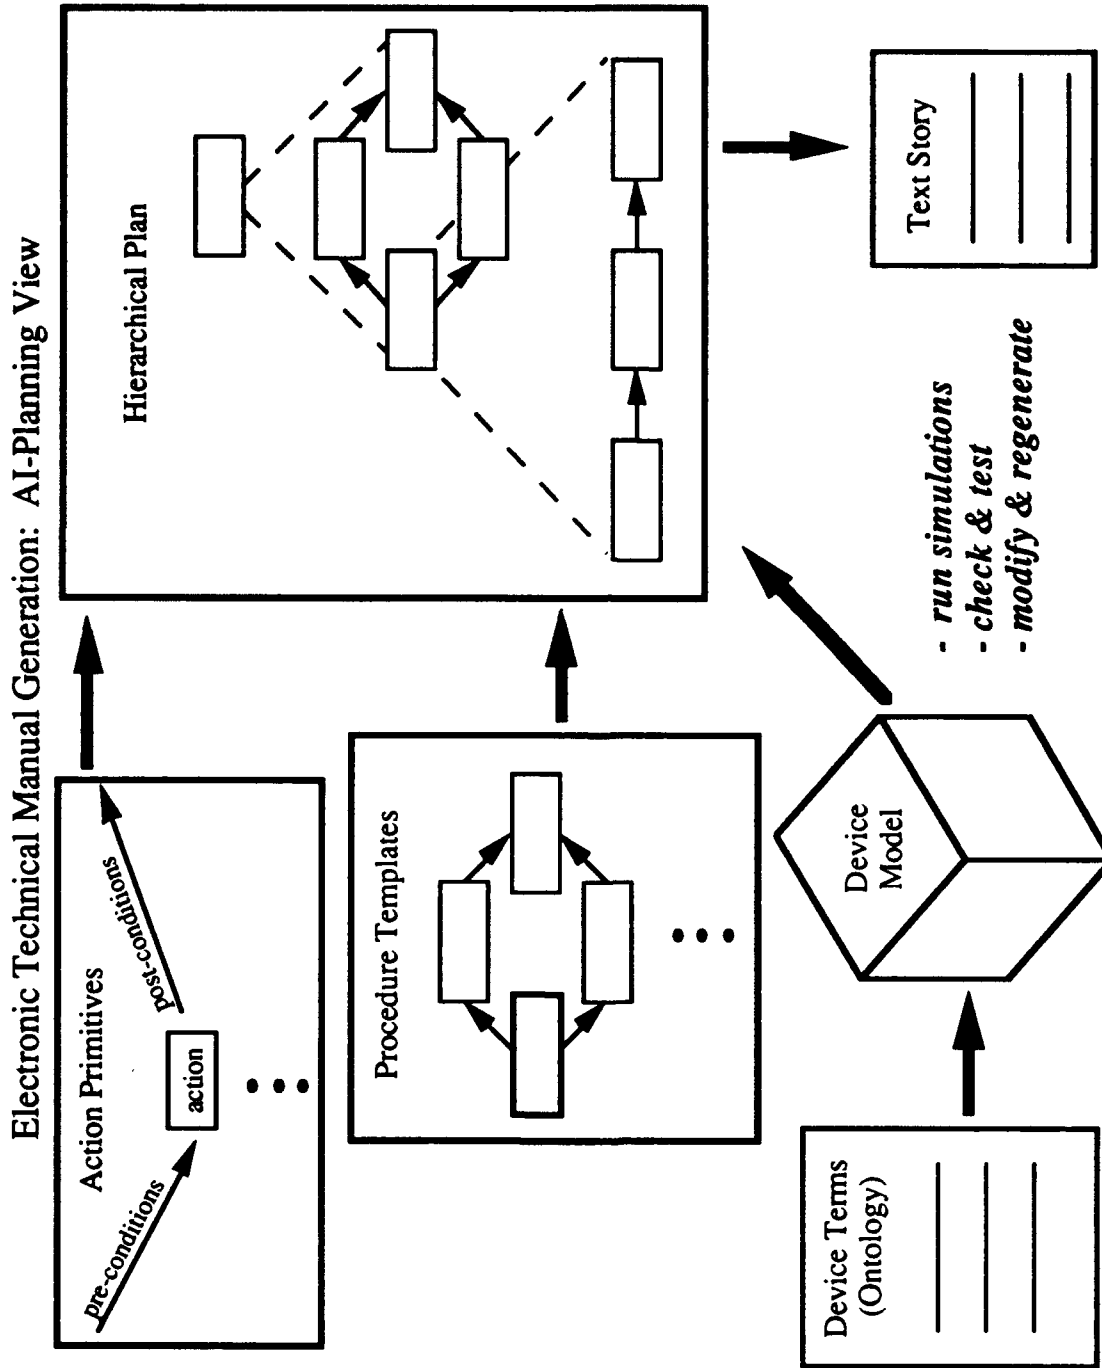 Electronic Technical Manual Generation: AI-Planning View
Action Primitives
pre-conditions
action
Post-conditions
Procedure Templates
Device Terms
(Ontology)
Device
Model
Hierarchical Plan
- run simulations
- check & test
- modify & regenerate
Text Story